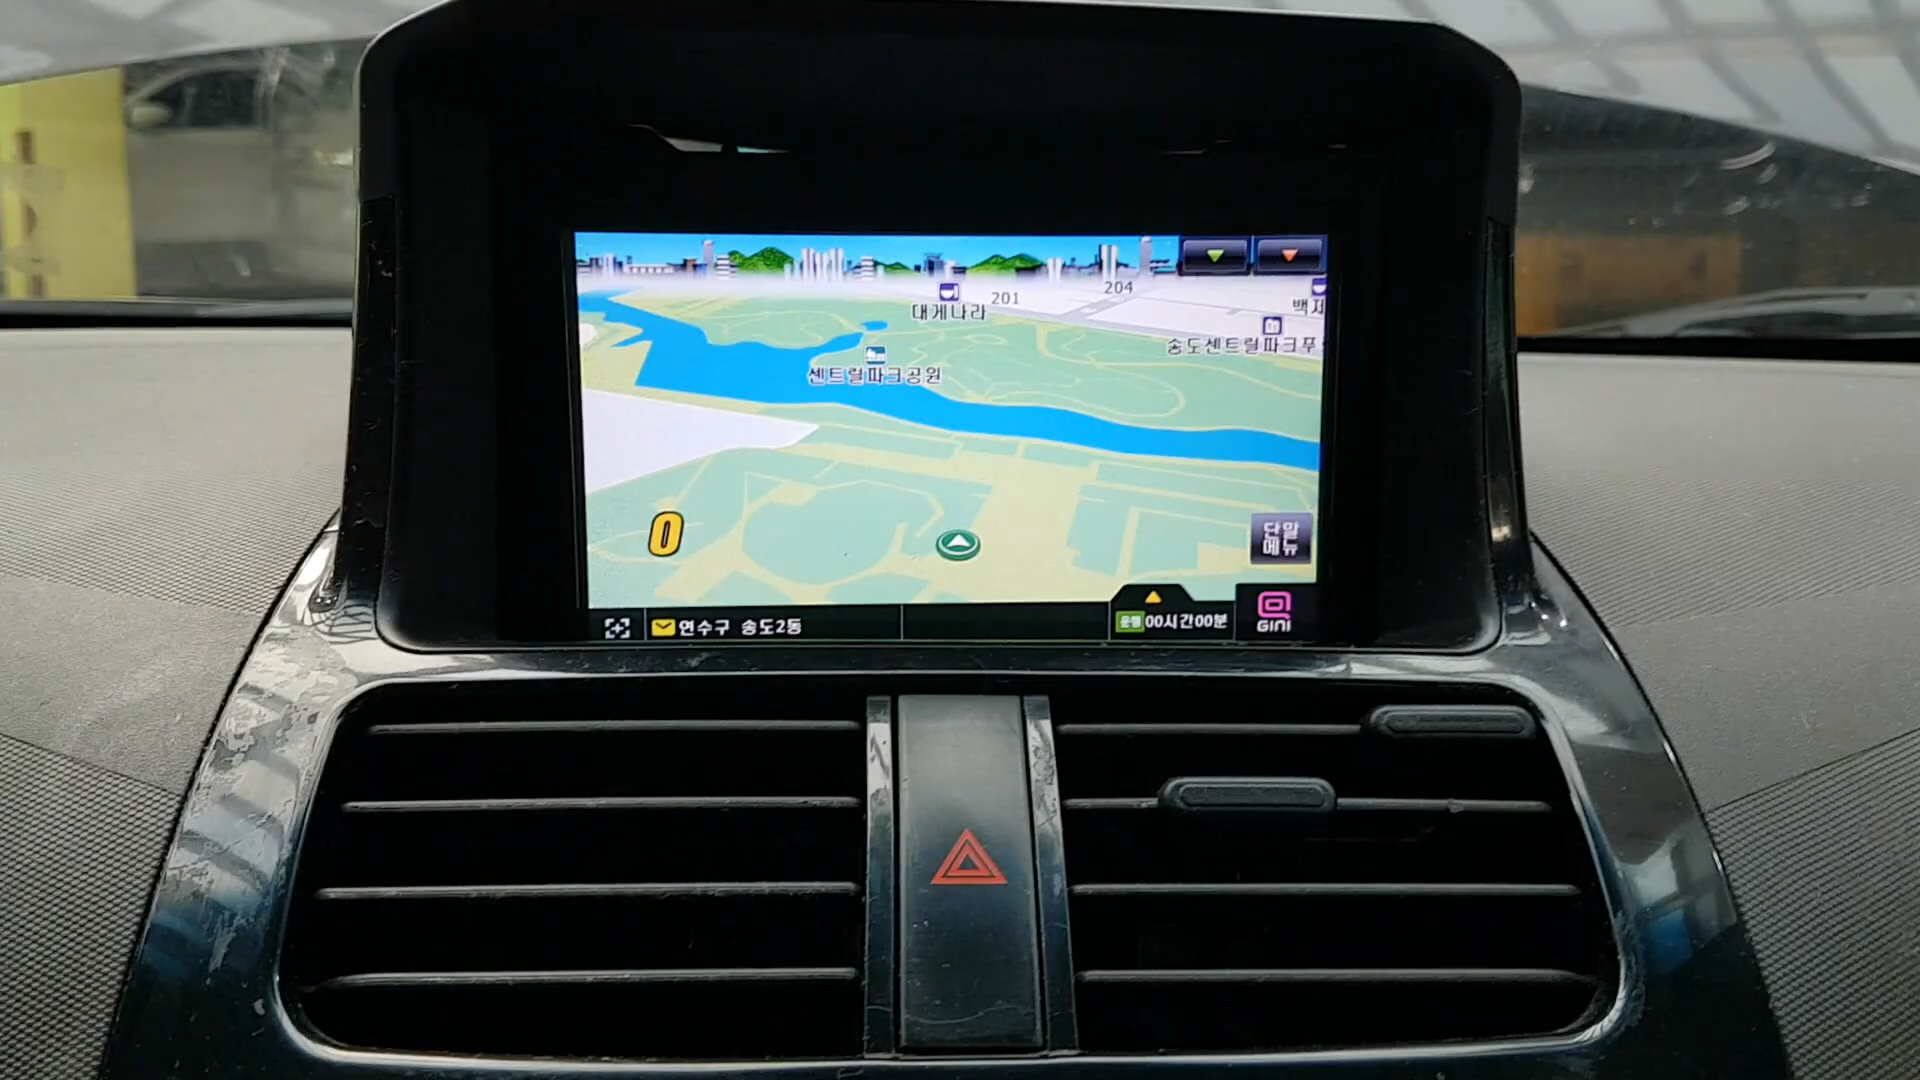 201
204
대게나라
백제
송도센트럴파크푸
센트럴파크공원
0
단말
메뉴
연수구 송도2동
운행 00시간00분
GINI